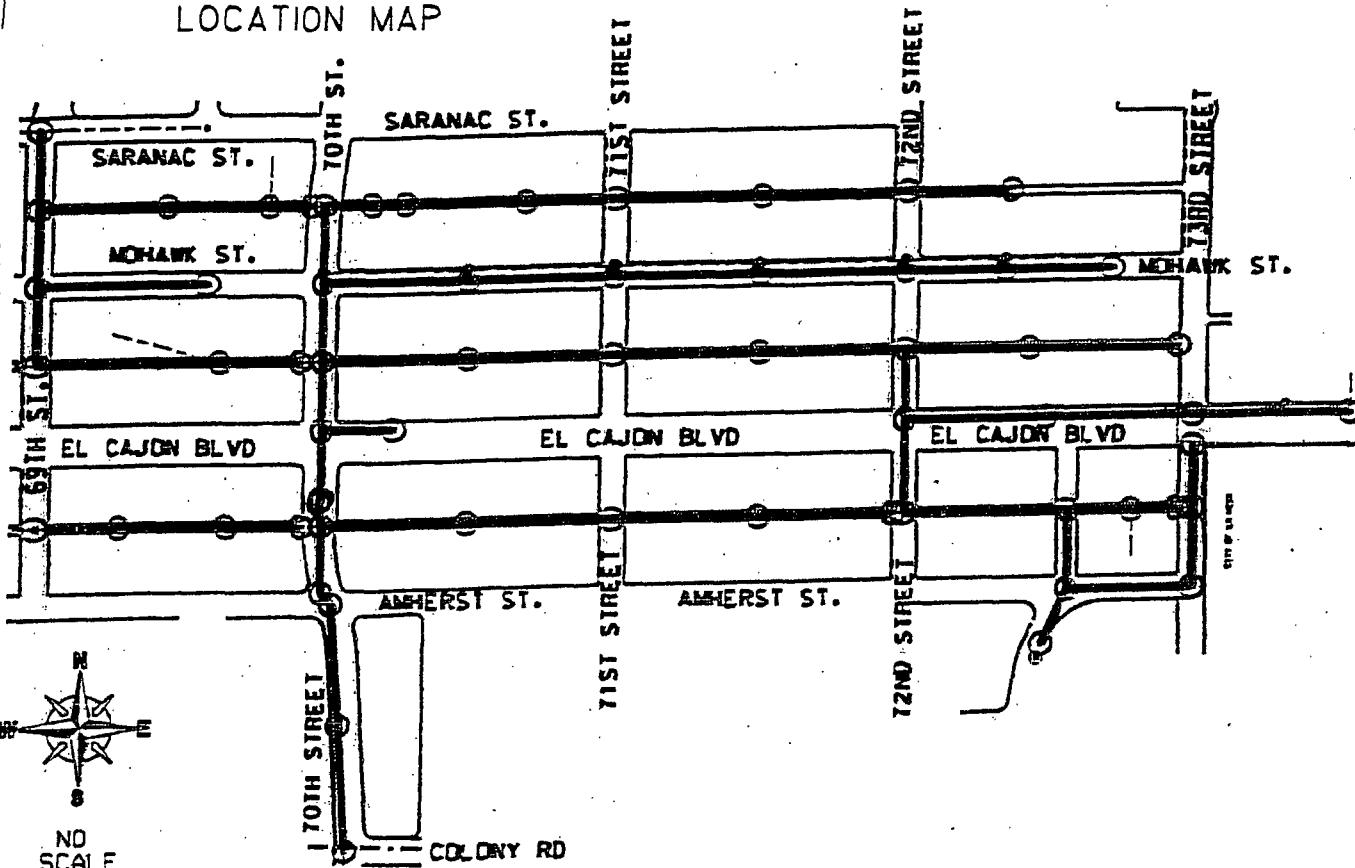 LOCATION MAP
70TH ST.
71ST STREET
72ND STREET
73RD STREET
SARANAC ST.
SARANAC ST.
MOHAWK ST.
MOHAWK ST.
69TH ST.
EL CAJON BLVD
EL CAJON BLVD
EL CAJON BLVD
AMHERST ST.
AMHERST ST.
71ST STREET
72ND STREET
70TH STREET
N
W
E
S
NO
SCALE
COLONY RD